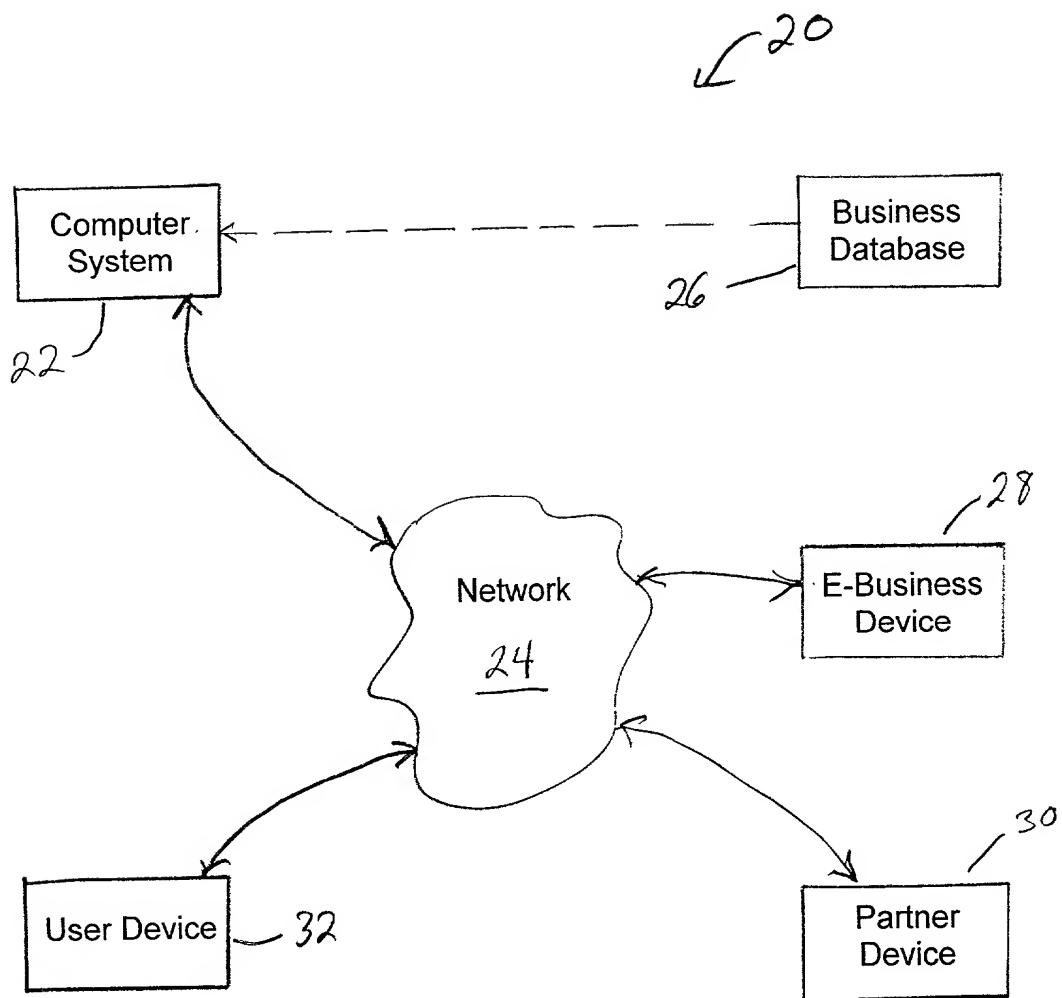 20
Computer
System
Business
Database
26
22
28
Network
24
E-Business
Device
30
User Device
32
Partner
Device